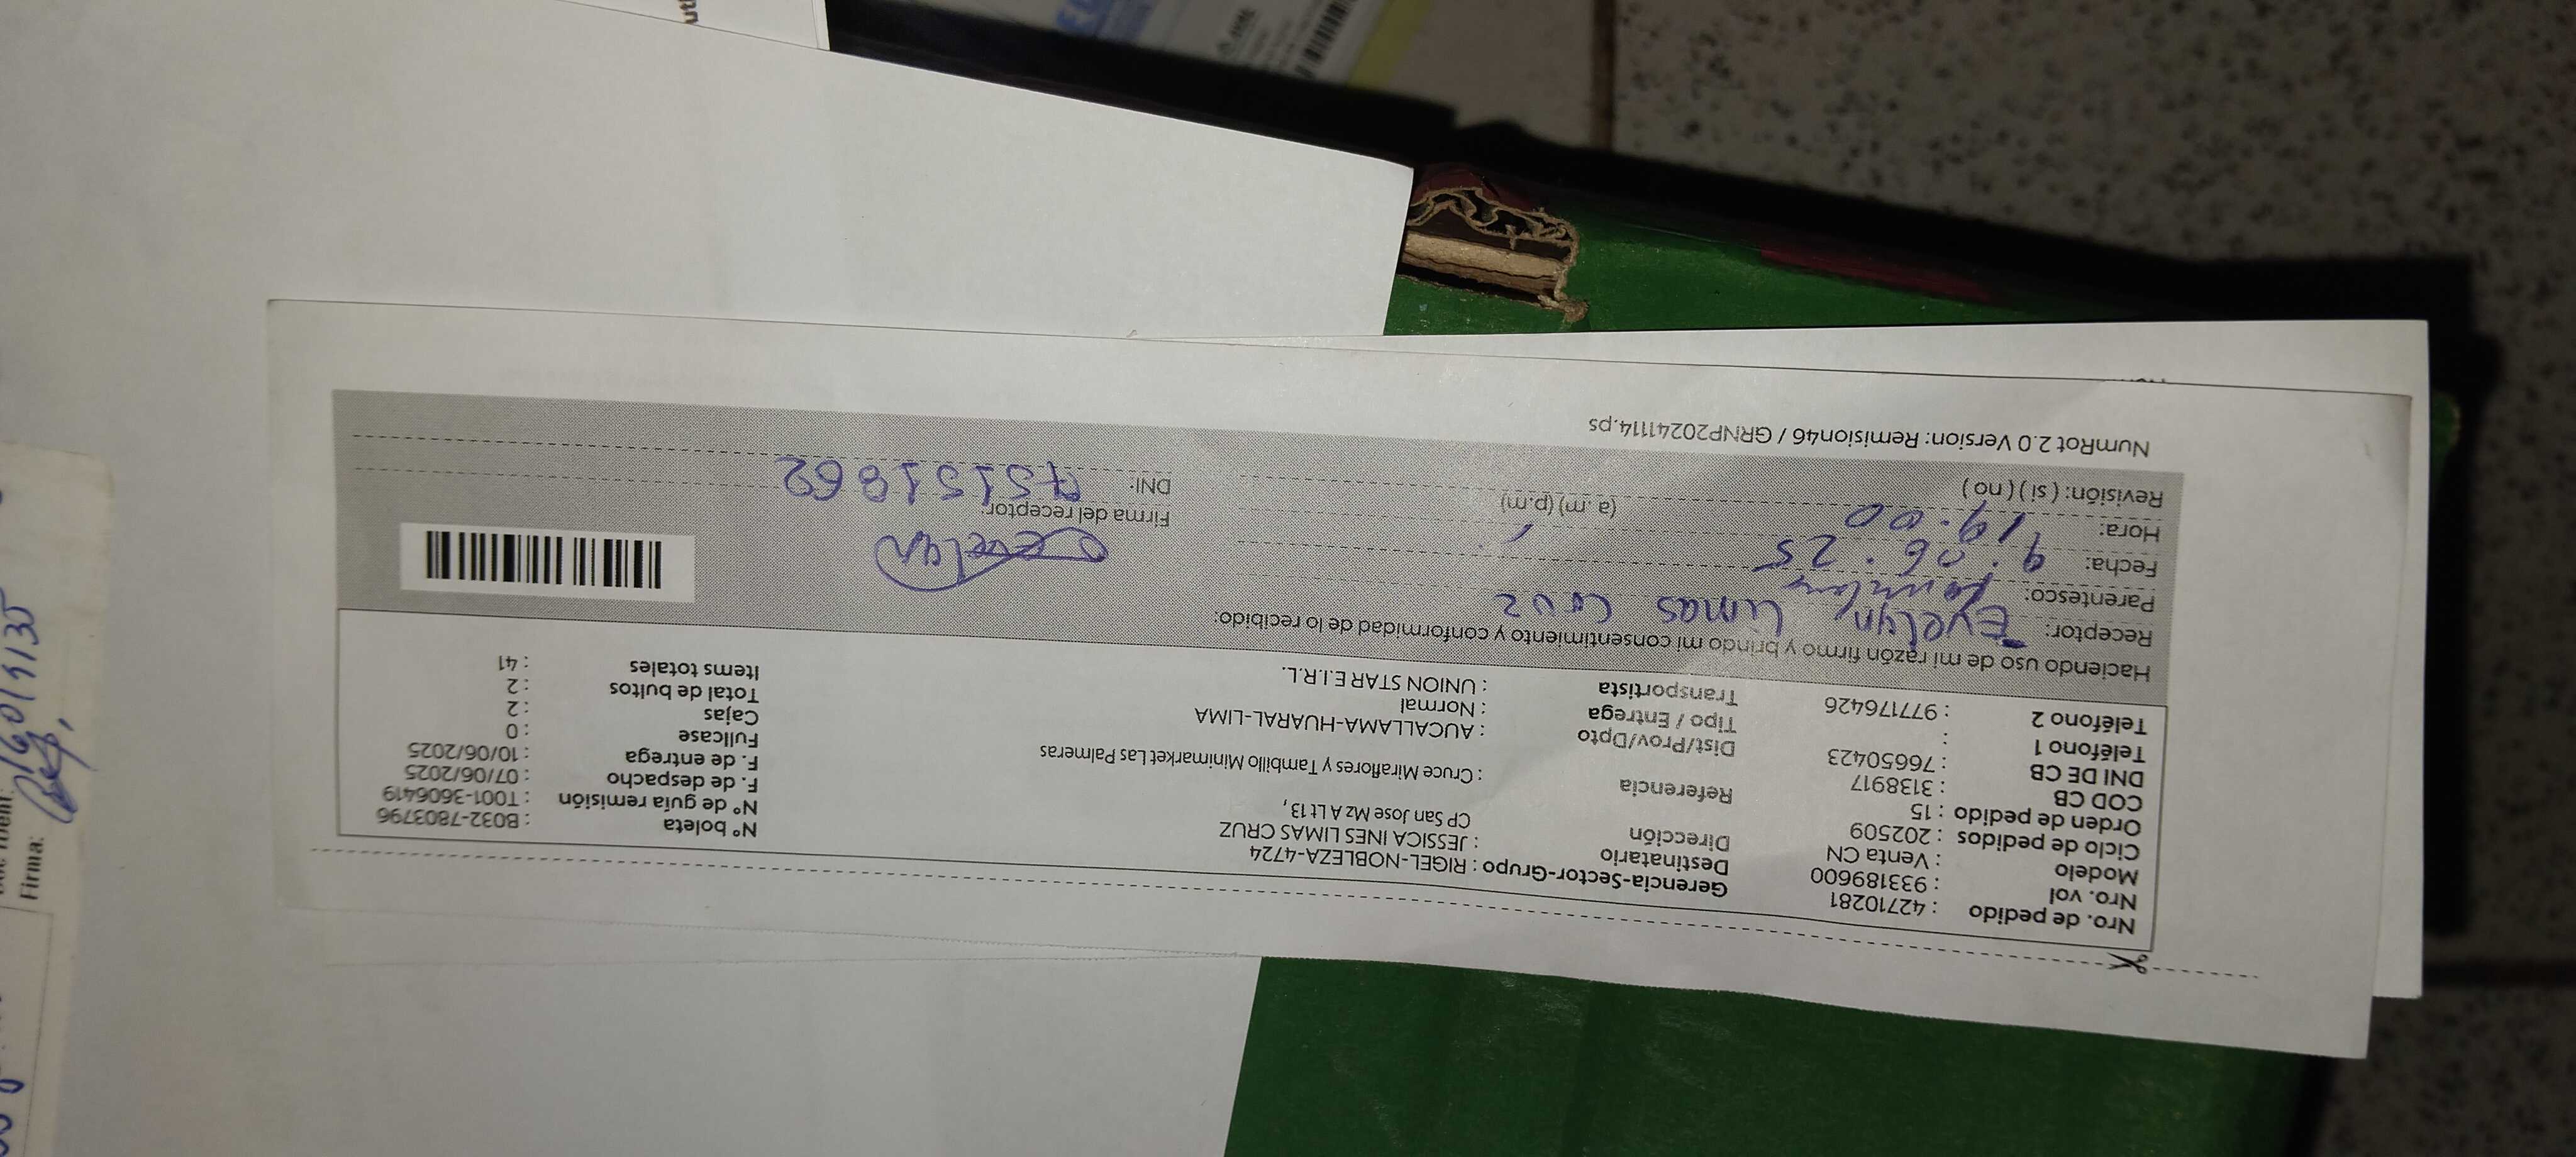 Nro. de pedido : 42710281
Nro. vol : 933189600
Modelo : Venta CN
Ciclo de pedidos : 202509
Orden de pedido : 15
COD CB : 3138917
DNI DE CB : 76650423
Teléfono 1 :
Teléfono 2 : 977176426
Gerencia-Sector-Grupo : RIGEL-NOBLEZA-4724
Destinatario : JESSICA INES LIMAS CRUZ
Dirección CP San Jose Mz A Lt 13 ,
Referencia : Cruce Miraflores y Tambillo Minimarket Las Palmeras
Dist/Prov/Dpto : AUCALLAMA-HUARAL-LIMA
Tipo / Entrega : Normal
Transportista : UNION STAR E.I.R.L.
N° boleta : B032-7803796
N° de guía remisión : T001-3606419
F. de despacho : 07/06/2025
F. de entrega : 10/06/2025
Fullcase : 0
Cajas : 2
Total de bultos : 2
Items totales : 41
Haciendo uso de mi razón firmo y brindo mi consentimiento y conformidad de lo recibido:
Receptor: Evelyn Limas Cruz
Parentesco:
Fecha: 9. 06. 25
Hora: 19:00 (a .m) (p.m)
Revisión: ( si ) ( no )
Firma del receptor: Evelyn
DNI: 75151862
NumRot 2.0 Version: Remision46 / GRNP20241114.ps
Firma: